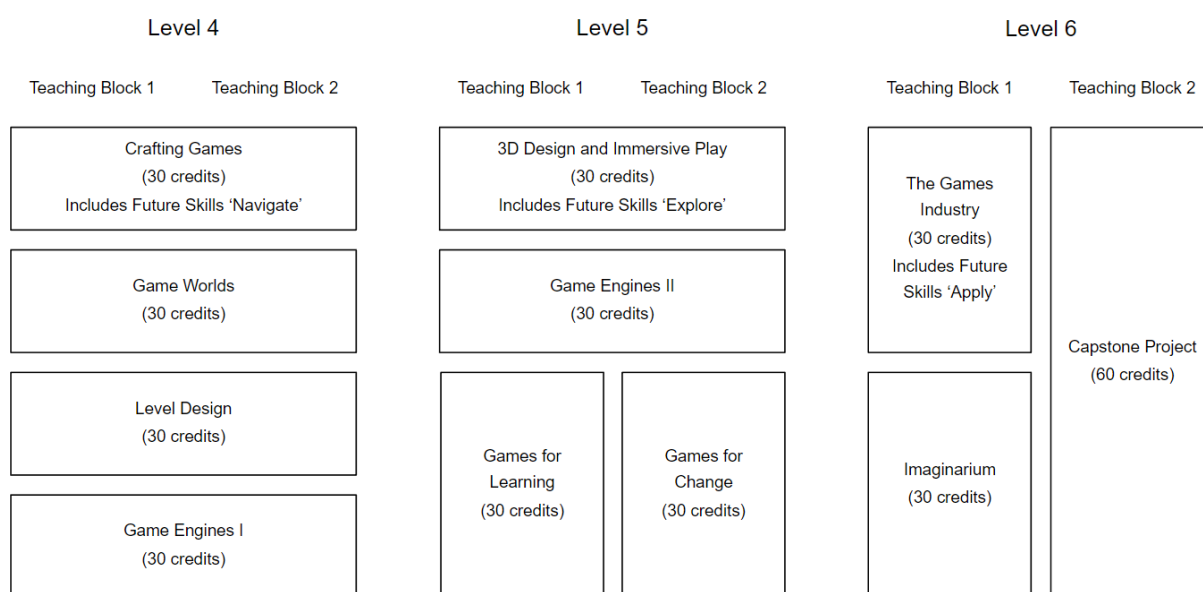 Level 4
Teaching Block 1
Teaching Block 2
Crafting Games
(30 credits)
Includes Future Skills ‘Navigate’
Game Worlds
(30 credits)
Level Design
(30 credits)
Game Engines I
(30 credits)
Level 5
Teaching Block 1
Teaching Block 2
3D Design and Immersive Play
(30 credits)
Includes Future Skills ‘Explore’
Game Engines II
(30 credits)
Games for
Learning
(30 credits)
Games for
Change
(30 credits)
Level 6
Teaching Block 1
Teaching Block 2
The Games
Industry
(30 credits)
Includes Future
Skills ‘Apply’
Imaginarium
(30 credits)
Capstone Project
(60 credits)